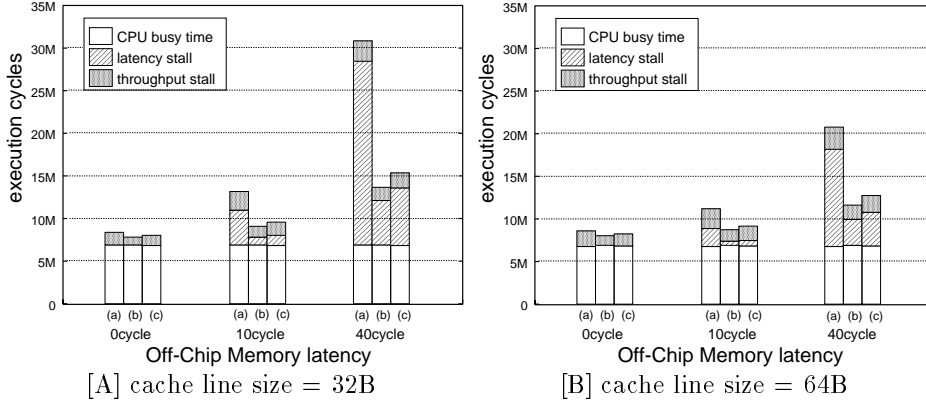 35M
30M
25M
20M
15M
10M
5M
0
execution cycles
CPU busy time
latency stall
throughput stall
(a) (b) (c) (a) (b) (c) (a) (b) (c)
0cycle 10cycle 40cycle
Off-Chip Memory latency
[A] cache line size = 32B
35M
30M
25M
20M
15M
10M
5M
0
execution cycles
CPU busy time
latency stall
throughput stall
(a) (b) (c) (a) (b) (c) (a) (b) (c)
0cycle 10cycle 40cycle
Off-Chip Memory latency
[B] cache line size = 64B